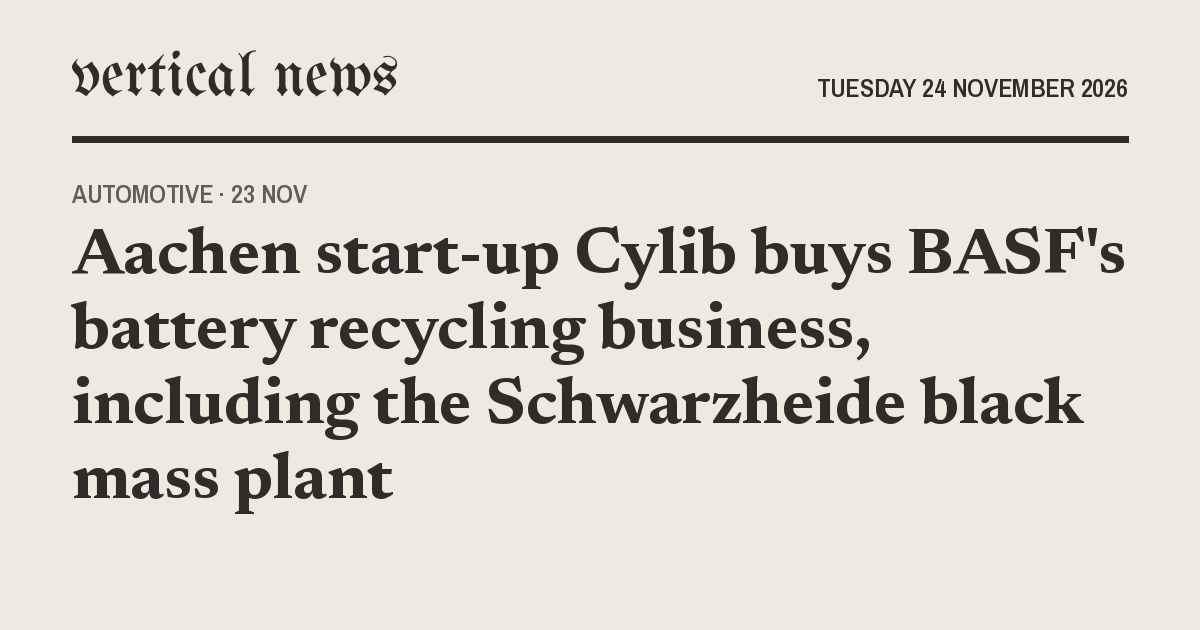 vertical news
TUESDAY 24 NOVEMBER 2026
AUTOMOTIVE · 23 NOV
Aachen start-up Cylib buys BASF's
battery recycling business,
including the Schwarzheide black
mass plant